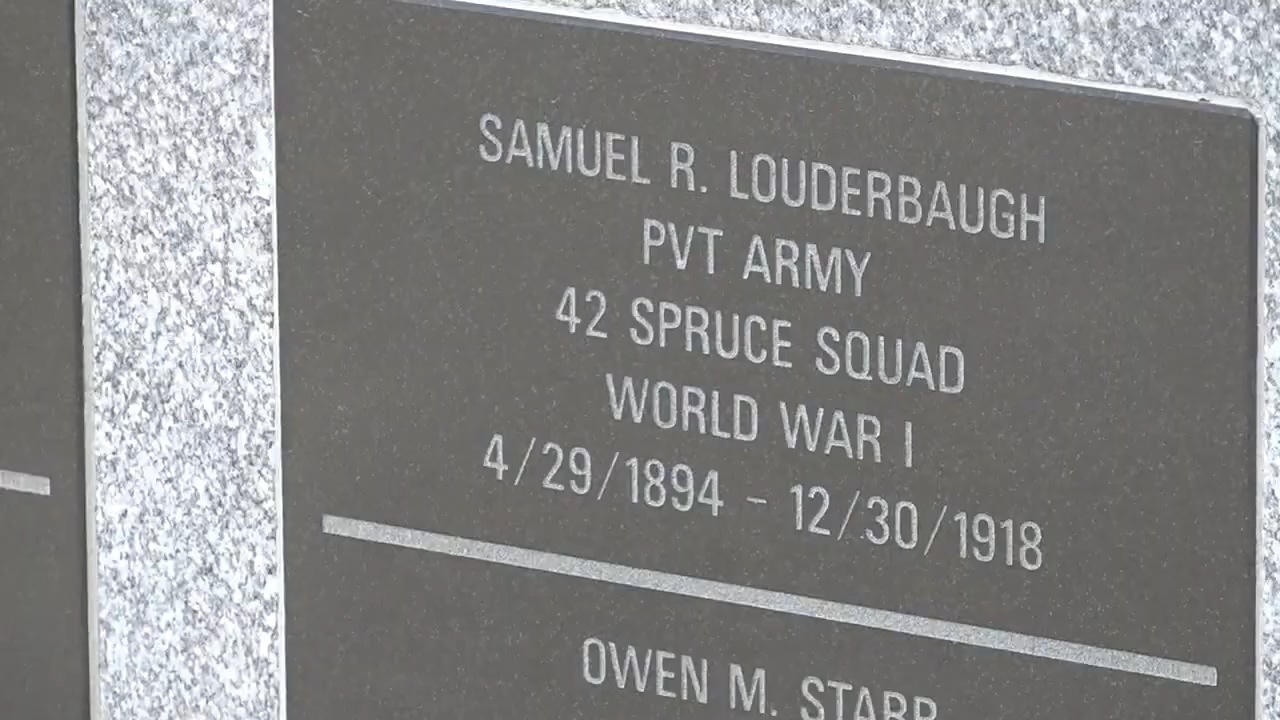 SAMUEL R. LOUDERBAUGH
PVT ARMY
42 SPRUCE SQUAD
WORLD WAR I
4/29/1894 - 12/30/1918
OWEN M. STARR